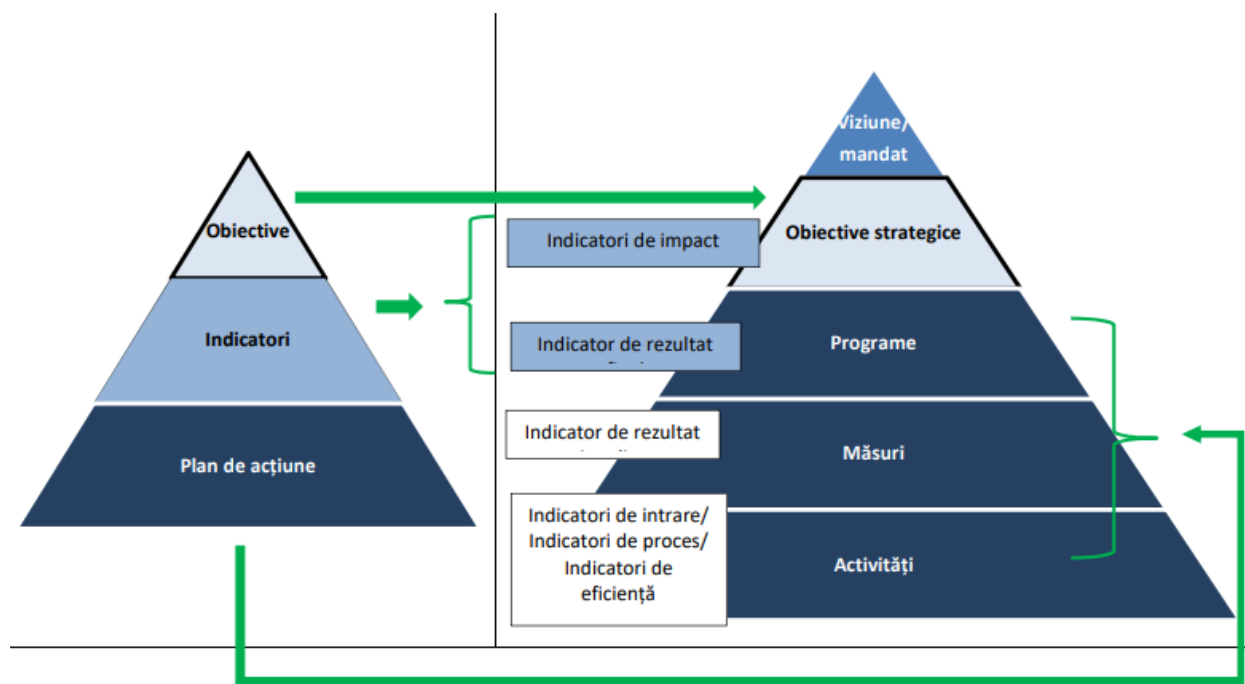 Obiective
Indicatori
Plan de acțiune
Viziune/
mandat
Indicatori de impact
Obiective strategice
Indicator de rezultat
Programe
Indicator de rezultat
Măsuri
Indicatori de intrare/
Indicatori de proces/
Indicatori de
eficiență
Activități